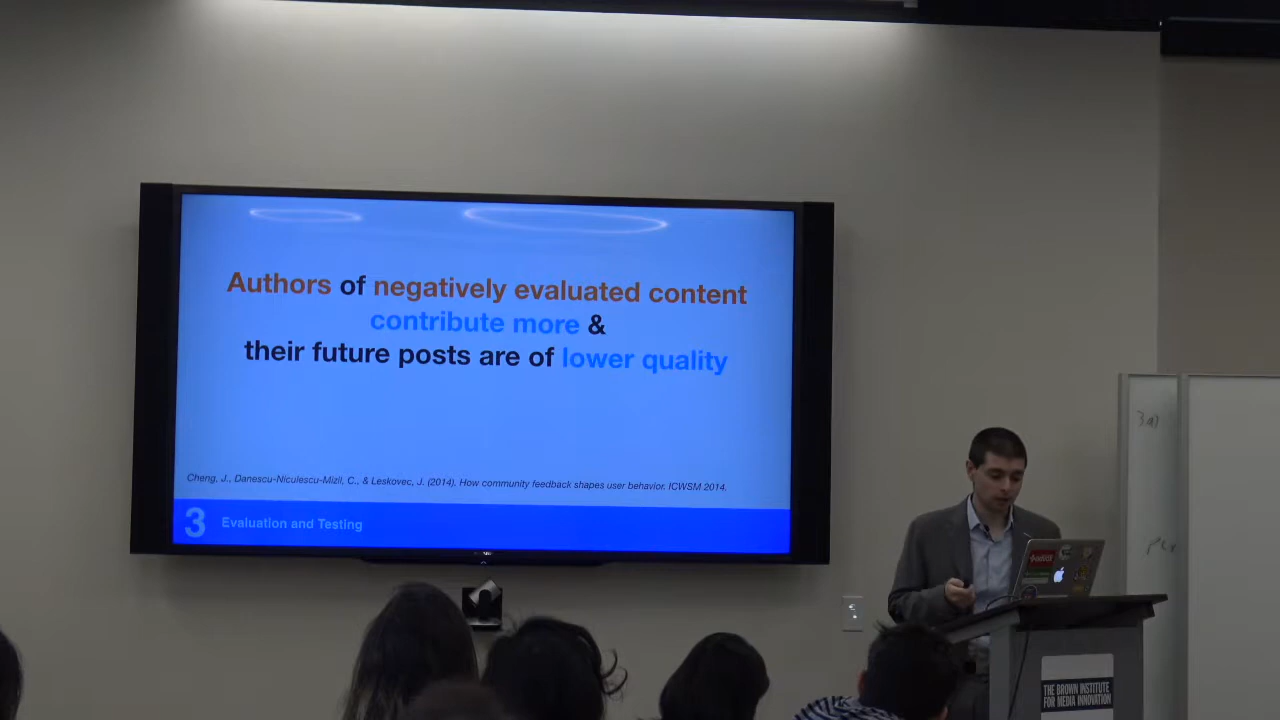 Authors of negatively evaluated content
contribute more &
their future posts are of lower quality
Cheng, J., Danescu-Niculescu-Mizil, C., & Leskovec, J. (2014). How community feedback shapes user behavior. ICWSM 2014.
3 Evaluation and Testing
THE BROWN INSTITUTE
FOR MEDIA INNOVATION